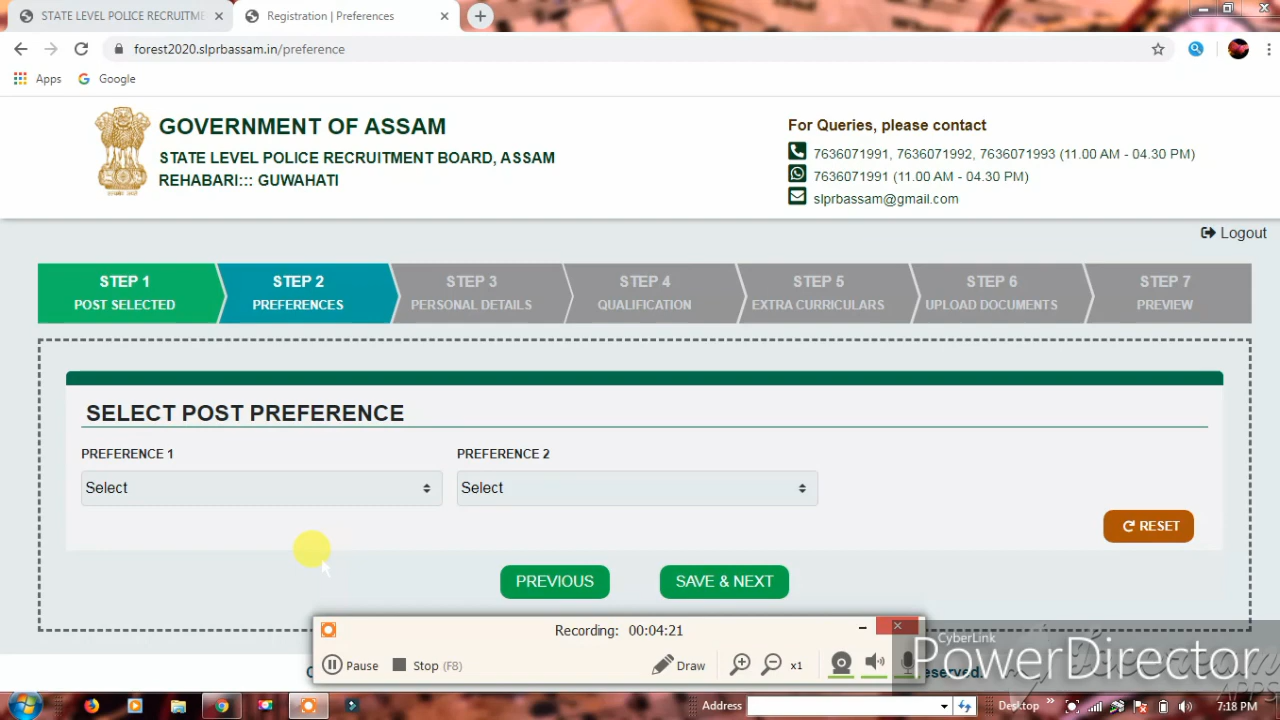 STATE LEVEL POLICE RECRUITME
Registration | Preferences
forest2020.slprbassam.in/preference
Apps
Google
GOVERNMENT OF ASSAM
STATE LEVEL POLICE RECRUITMENT BOARD, ASSAM
REHABARI::: GUWAHATI
For Queries, please contact
7636071991, 7636071992, 7636071993 (11.00 AM - 04.30 PM)
7636071991 (11.00 AM - 04.30 PM)
slprbassam@gmail.com
Logout
STEP 1
POST SELECTED
STEP 2
PREFERENCES
STEP 3
PERSONAL DETAILS
STEP 4
QUALIFICATION
STEP 5
EXTRA CURRICULARS
STEP 6
UPLOAD DOCUMENTS
STEP 7
PREVIEW
SELECT POST PREFERENCE
PREFERENCE 1
PREFERENCE 2
Select
Select
RESET
PREVIOUS
SAVE & NEXT
Recording: 00:04:21
Pause
Stop (F8)
Draw
x1
CyberLink
PowerDirector
APPS
Address
Desktop
7:18 PM